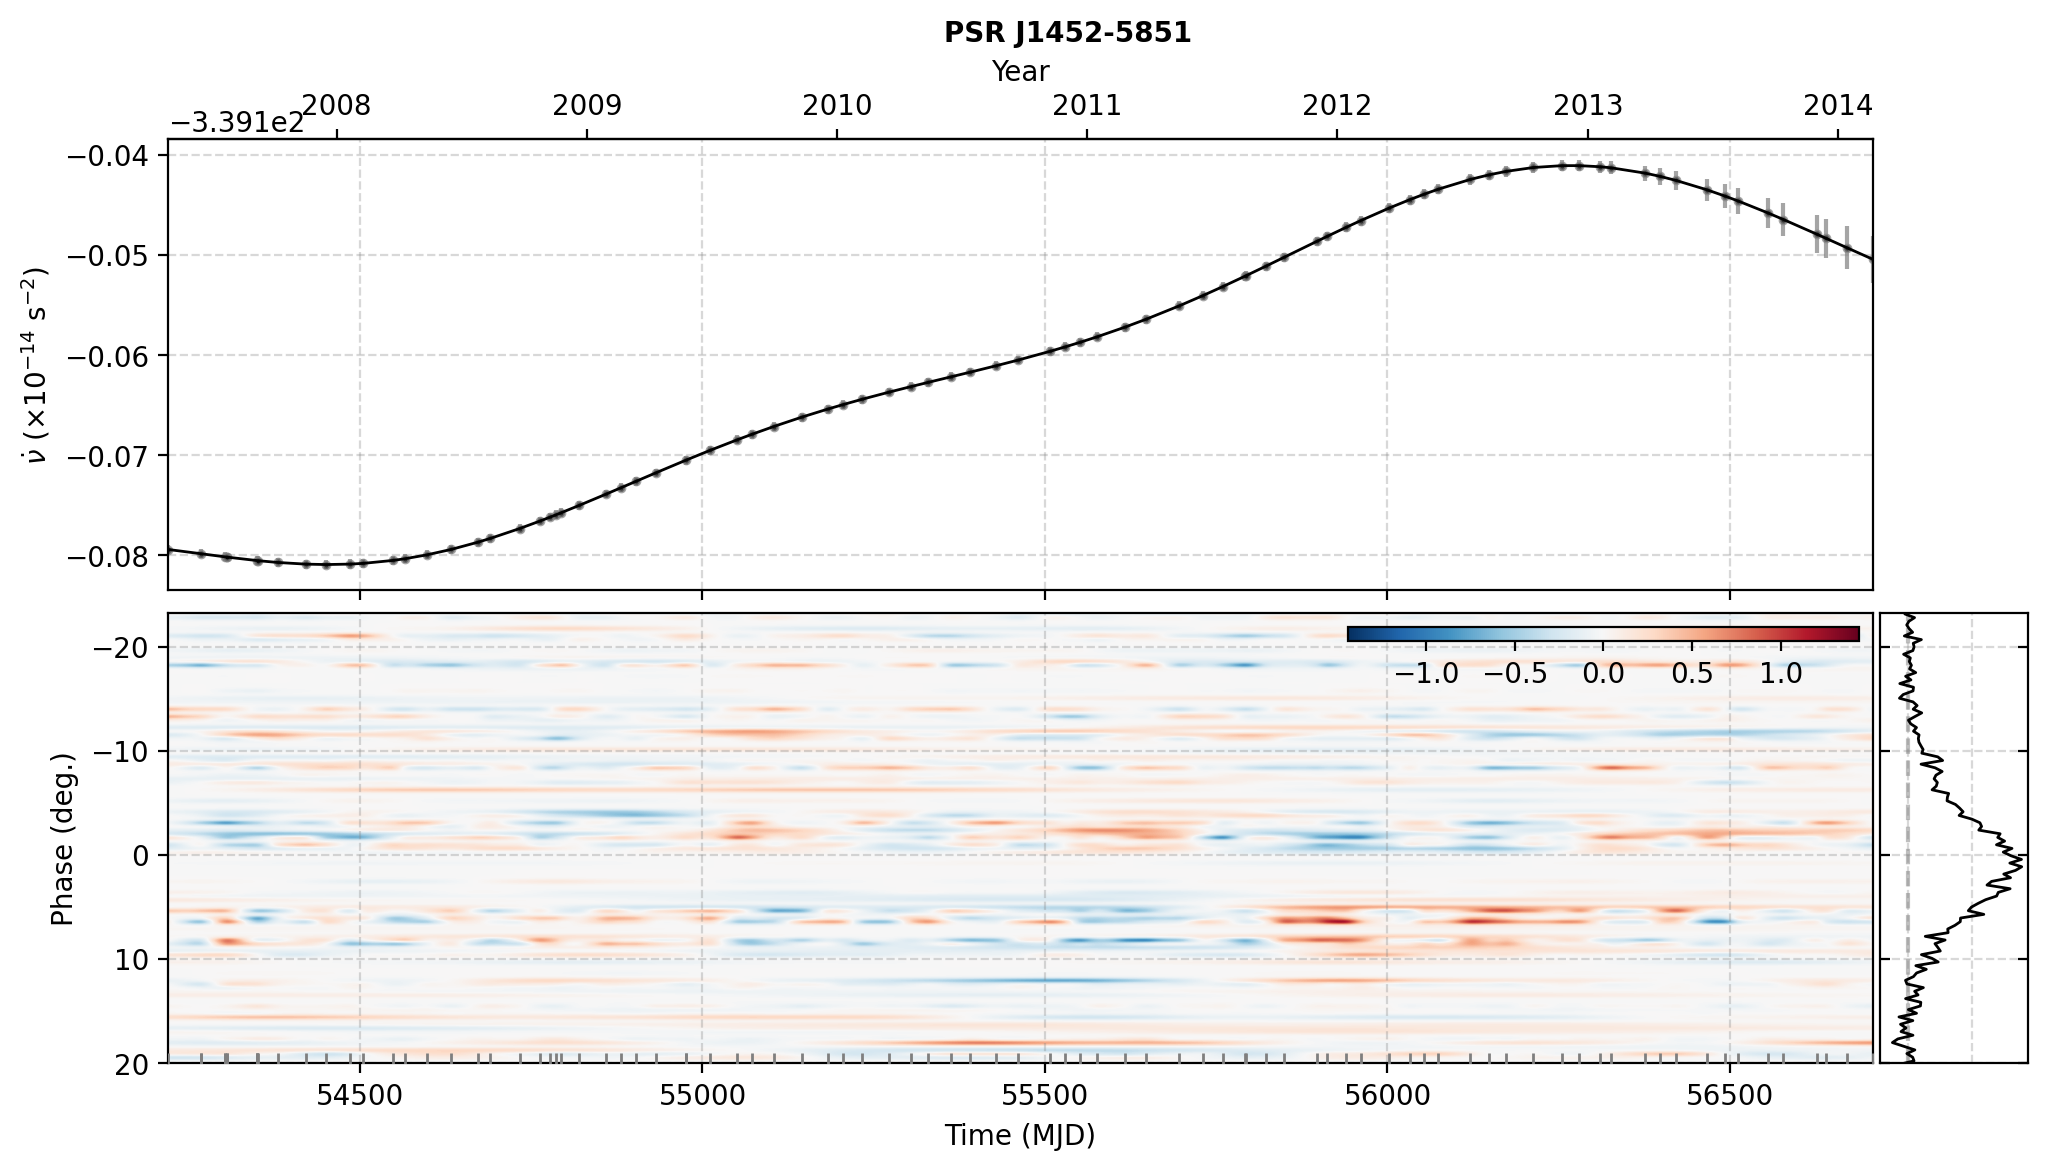 PSR J1452-5851
Year
2008 2009 2010 2011 2012 2013 2014
−3.391e2
−0.04
−0.05
−0.06
−0.07
−0.08
ν̇ (×10⁻¹⁴ s⁻²)
−1.0 −0.5 0.0 0.5 1.0
−20
−10
0
10
20
Phase (deg.)
54500 55000 55500 56000 56500
Time (MJD)